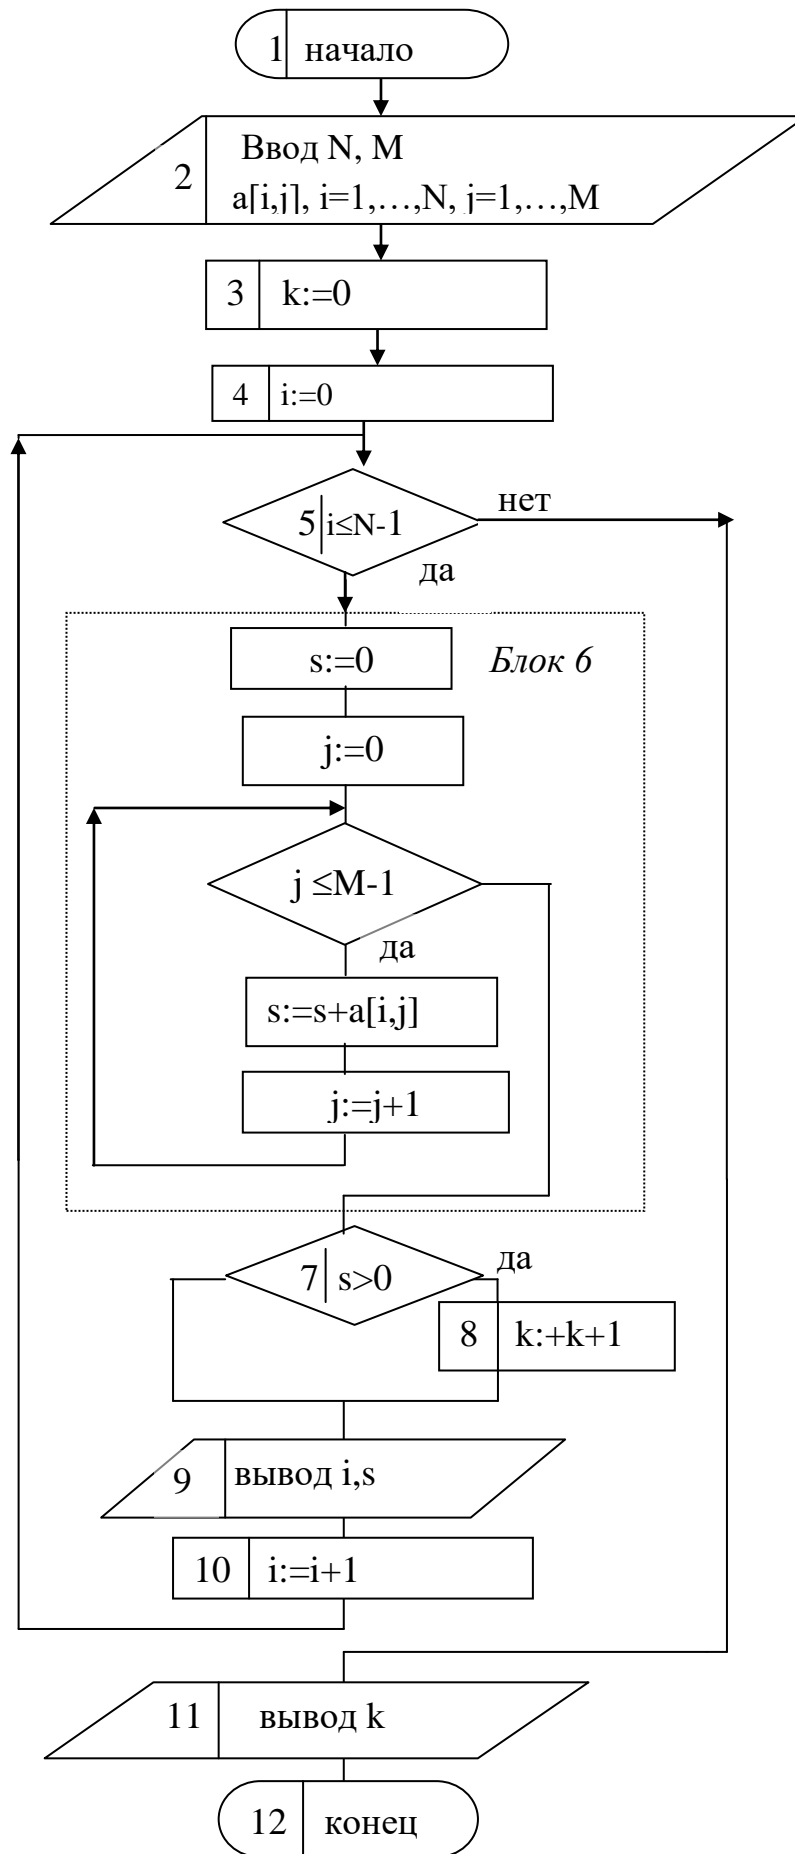 1 начало
2 Ввод N, M
a[i,j], i=1,…,N, j=1,…,M
3 k:=0
4 i:=0
5 i≤N-1
нет
да
s:=0
Блок 6
j:=0
j ≤M-1
да
s:=s+a[i,j]
j:=j+1
7 s>0
да
8 k:+k+1
9 вывод i,s
10 i:=i+1
11 вывод k
12 конец